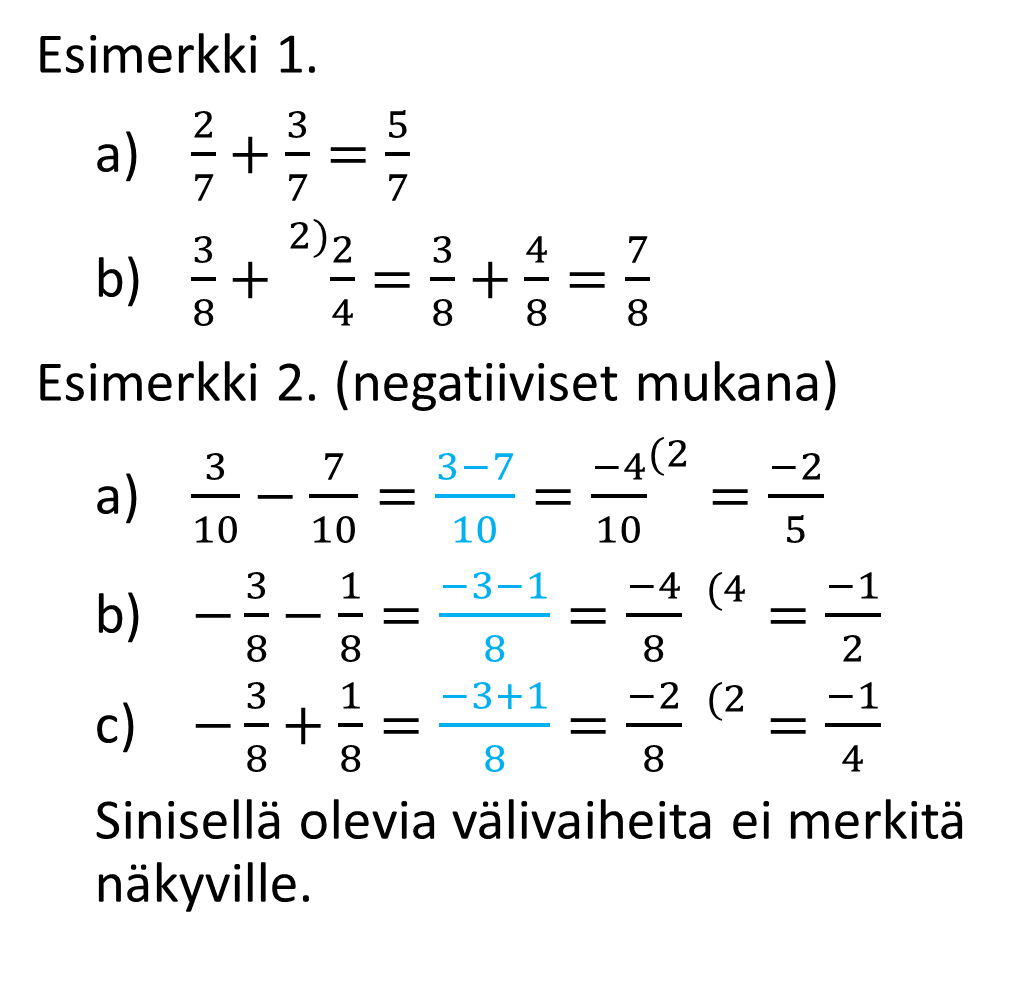 Esimerkki 1.
a) 2/7 + 3/7 = 5/7
b) 3/8 + ²⁾2/4 = 3/8 + 4/8 = 7/8
Esimerkki 2. (negatiiviset mukana)
a) 3/10 − 7/10 = 3−7/10 = −4/10 ⁽² = −2/5
b) −3/8 − 1/8 = −3−1/8 = −4/8 ⁽⁴ = −1/2
c) −3/8 + 1/8 = −3+1/8 = −2/8 ⁽² = −1/4
Sinisellä olevia välivaiheita ei merkitä
näkyville.